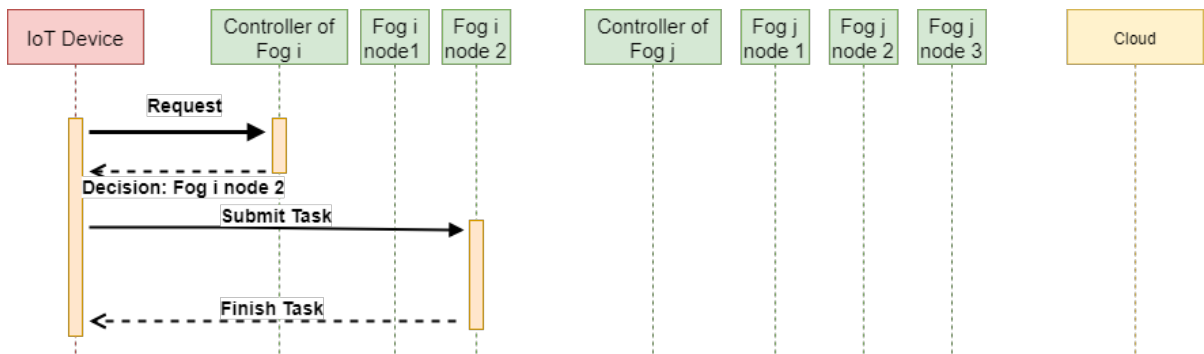 IoT Device
Controller of
Fog i
Fog i
node1
Fog i
node 2
Controller of
Fog j
Fog j
node 1
Fog j
node 2
Fog j
node 3
Cloud
Request
Decision: Fog i node 2
Submit Task
Finish Task